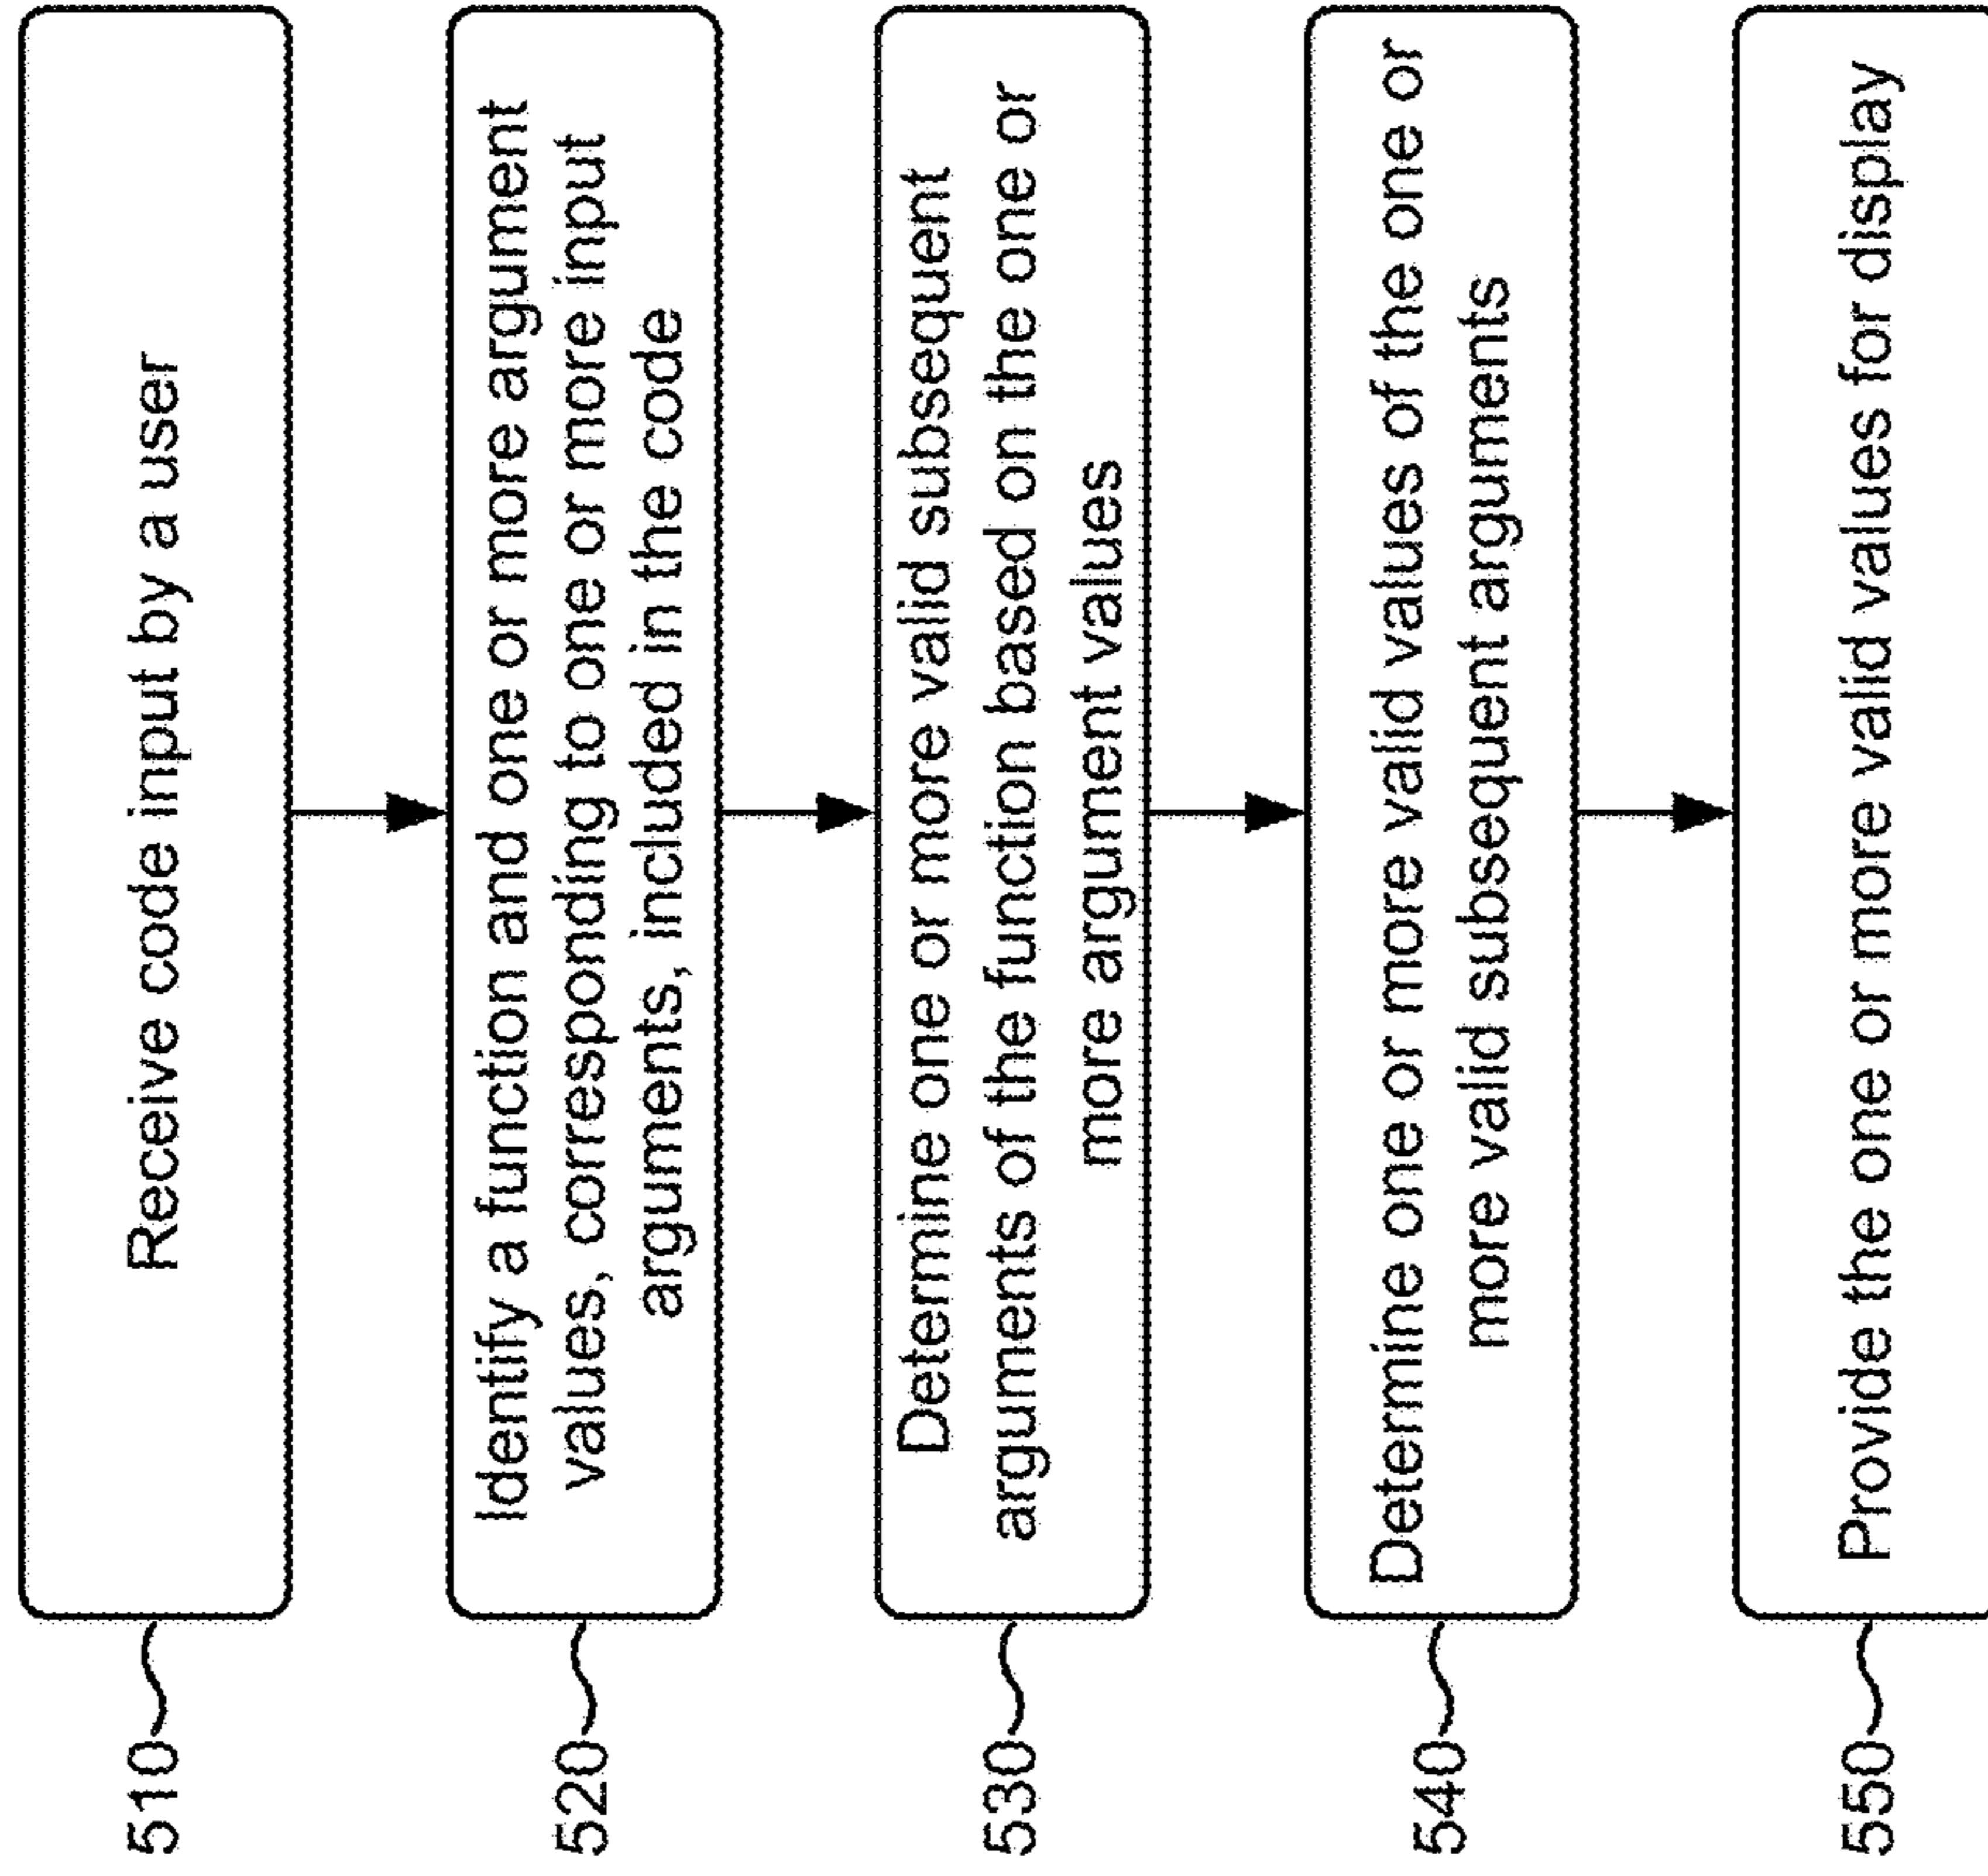 510
Receive code input by a user
520
Identify a function and one or more argument
values, corresponding to one or more input
arguments, included in the code
530
Determine one or more valid subsequent
arguments of the function based on the one or
more argument values
540
Determine one or more valid values of the one or
more valid subsequent arguments
550
Provide the one or more valid values for display